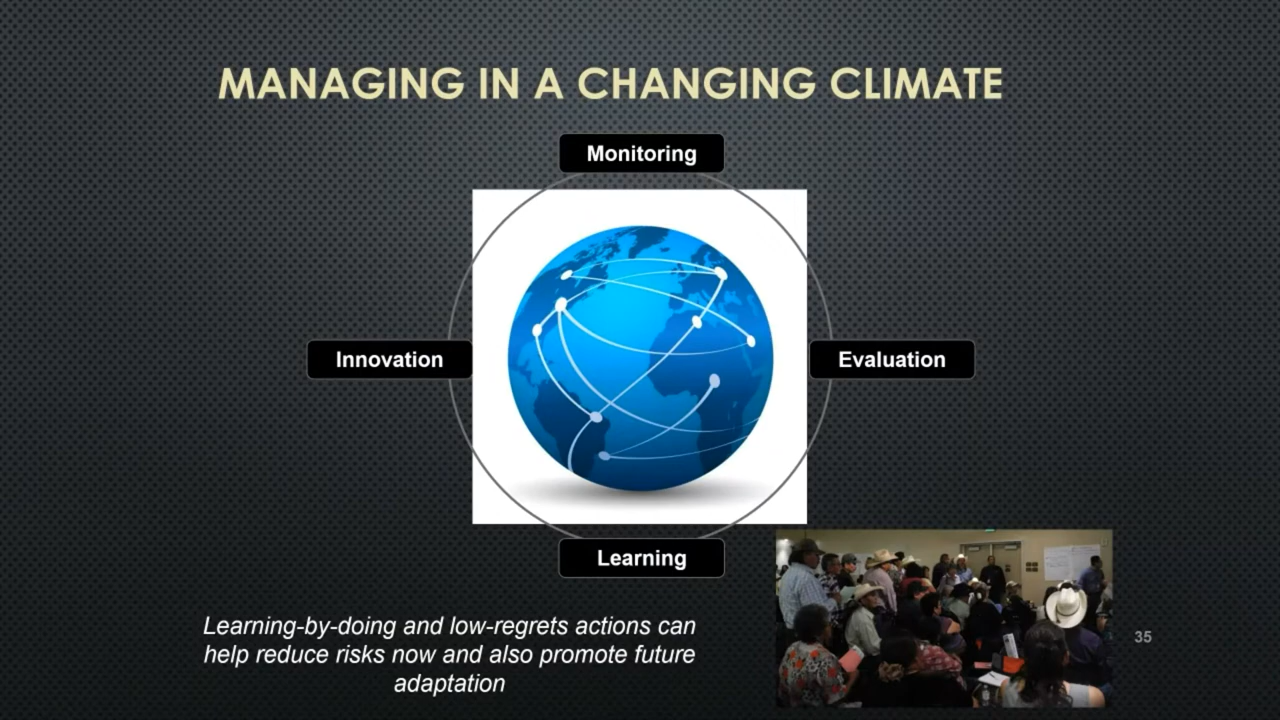 MANAGING IN A CHANGING CLIMATE
Monitoring
Innovation
Evaluation
Learning
Learning-by-doing and low-regrets actions can
help reduce risks now and also promote future
adaptation
35